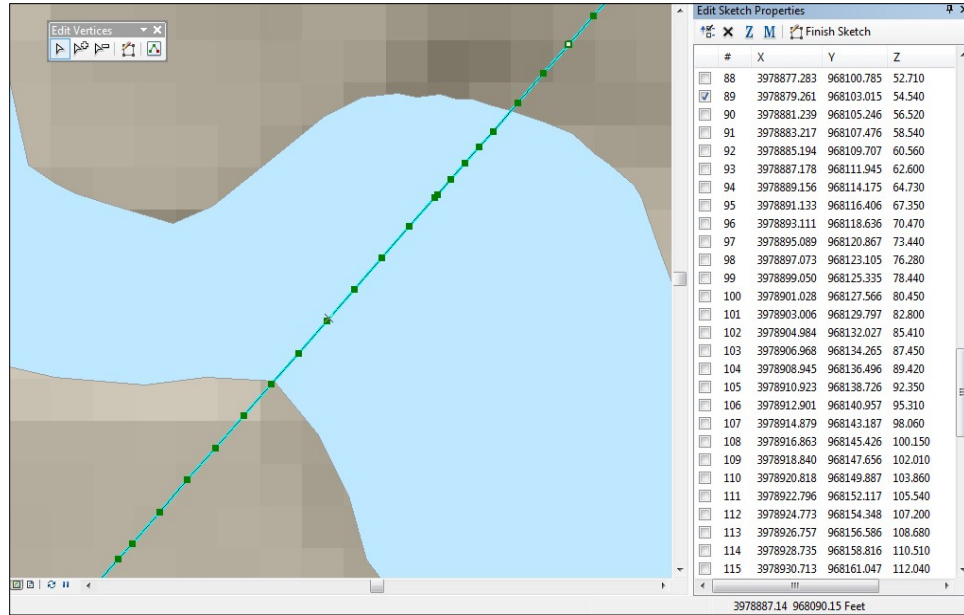 Edit Sketch Properties
Edit Vertices
Z M Finish Sketch
# X Y Z
88 3978877.283 968100.785 52.710
89 3978879.261 968103.015 54.540
90 3978881.239 968105.246 56.520
91 3978883.217 968107.476 58.540
92 3978885.194 968109.707 60.560
93 3978887.178 968111.945 62.600
94 3978889.156 968114.175 64.730
95 3978891.133 968116.406 67.350
96 3978893.111 968118.636 70.470
97 3978895.089 968120.867 73.440
98 3978897.073 968123.105 76.280
99 3978899.050 968125.335 78.440
100 3978901.028 968127.566 80.450
101 3978903.006 968129.797 82.800
102 3978904.984 968132.027 85.410
103 3978906.968 968134.265 87.450
104 3978908.945 968136.496 89.420
105 3978910.923 968138.726 92.350
106 3978912.901 968140.957 95.310
107 3978914.879 968143.187 98.060
108 3978916.863 968145.426 100.150
109 3978918.840 968147.656 102.010
110 3978920.818 968149.887 103.860
111 3978922.796 968152.117 105.540
112 3978924.773 968154.348 107.200
113 3978926.757 968156.586 108.680
114 3978928.735 968158.816 110.510
115 3978930.713 968161.047 112.040
3978887.14 968090.15 Feet